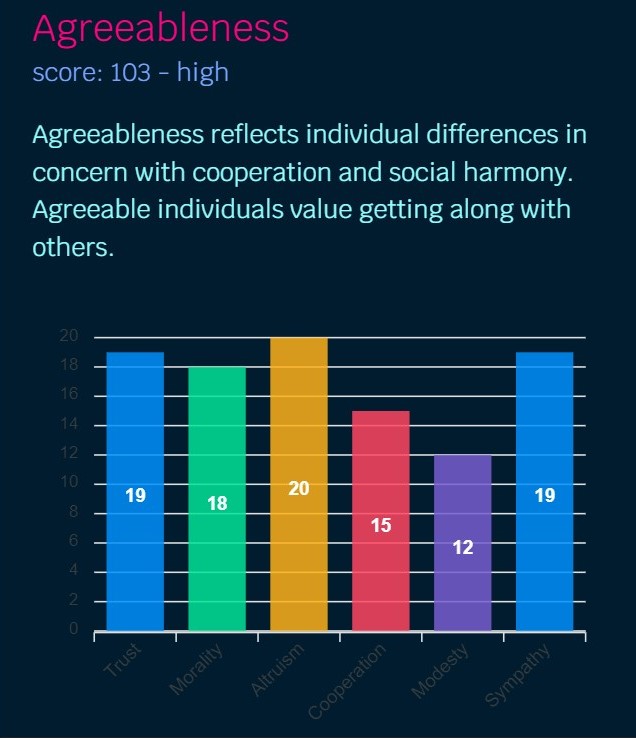 Agreeableness
score: 103 - high
Agreeableness reflects individual differences in
concern with cooperation and social harmony.
Agreeable individuals value getting along with
others.
20
18
16
14
12
10
8
6
4
2
0
19
18
20
15
12
19
Trust
Morality
Altruism
Cooperation
Modesty
Sympathy